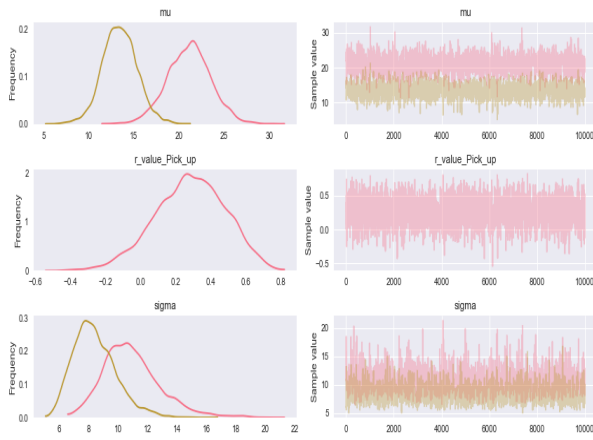 mu
mu
Frequency
0.2
0.1
0.0
5 10 15 20 25 30
Sample value
30
20
10
0 2000 4000 6000 8000 10000
r_value_Pick_up
r_value_Pick_up
Frequency
2
1
0
−0.6 −0.4 −0.2 0.0 0.2 0.4 0.6 0.8
Sample value
0.5
0.0
−0.5
0 2000 4000 6000 8000 10000
sigma
sigma
Frequency
0.3
0.2
0.1
0.0
6 8 10 12 14 16 18 20 22
Sample value
20
15
10
5
0 2000 4000 6000 8000 10000